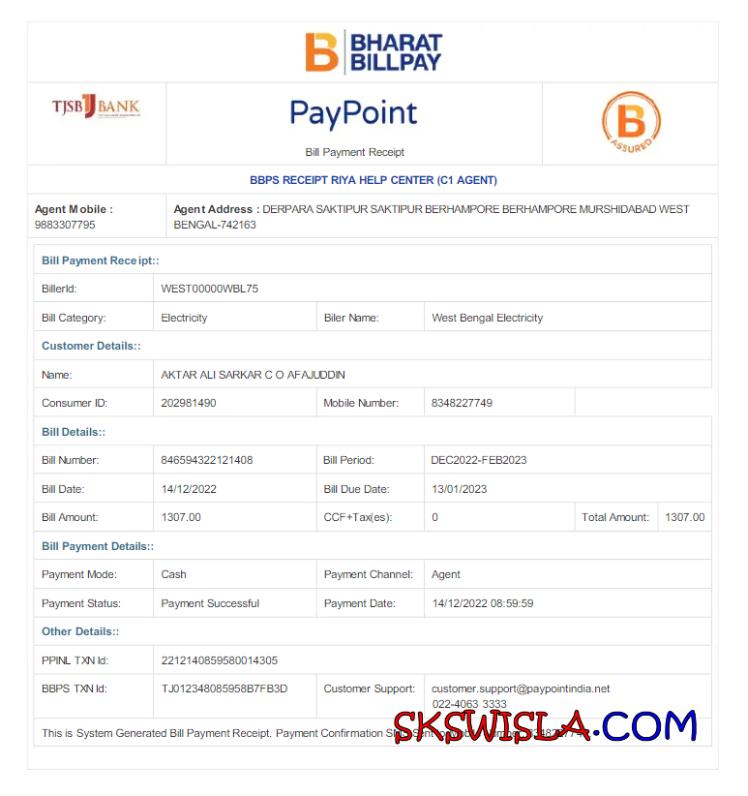 BHARAT
BILLPAY
TJSB BANK
PayPoint
Bill Payment Receipt
B ASSURED
BBPS RECEIPT RIYA HELP CENTER (C1 AGENT)
Agent Mobile :
9883307795
Agent Address : DERPARA SAKTIPUR SAKTIPUR BERHAMPORE BERHAMPORE MURSHIDABAD WEST
BENGAL-742163
Bill Payment Receipt::
BillerId: WEST00000WBL75
Bill Category: Electricity Biler Name: West Bengal Electricity
Customer Details::
Name: AKTAR ALI SARKAR C O AFAJUDDIN
Consumer ID: 202981490 Mobile Number: 8348227749
Bill Details::
Bill Number: 846594322121408 Bill Period: DEC2022-FEB2023
Bill Date: 14/12/2022 Bill Due Date: 13/01/2023
Bill Amount: 1307.00 CCF+Tax(es): 0 Total Amount: 1307.00
Bill Payment Details::
Payment Mode: Cash Payment Channel: Agent
Payment Status: Payment Successful Payment Date: 14/12/2022 08:59:59
Other Details::
PPINL TXN Id: 2212140859580014305
BBPS TXN Id: TJ012348085958B7FB3D Customer Support: customer.support@paypointindia.net
022-4063 3333
This is System Generated Bill Payment Receipt. Payment Confirmation
SKSWISLA.COM